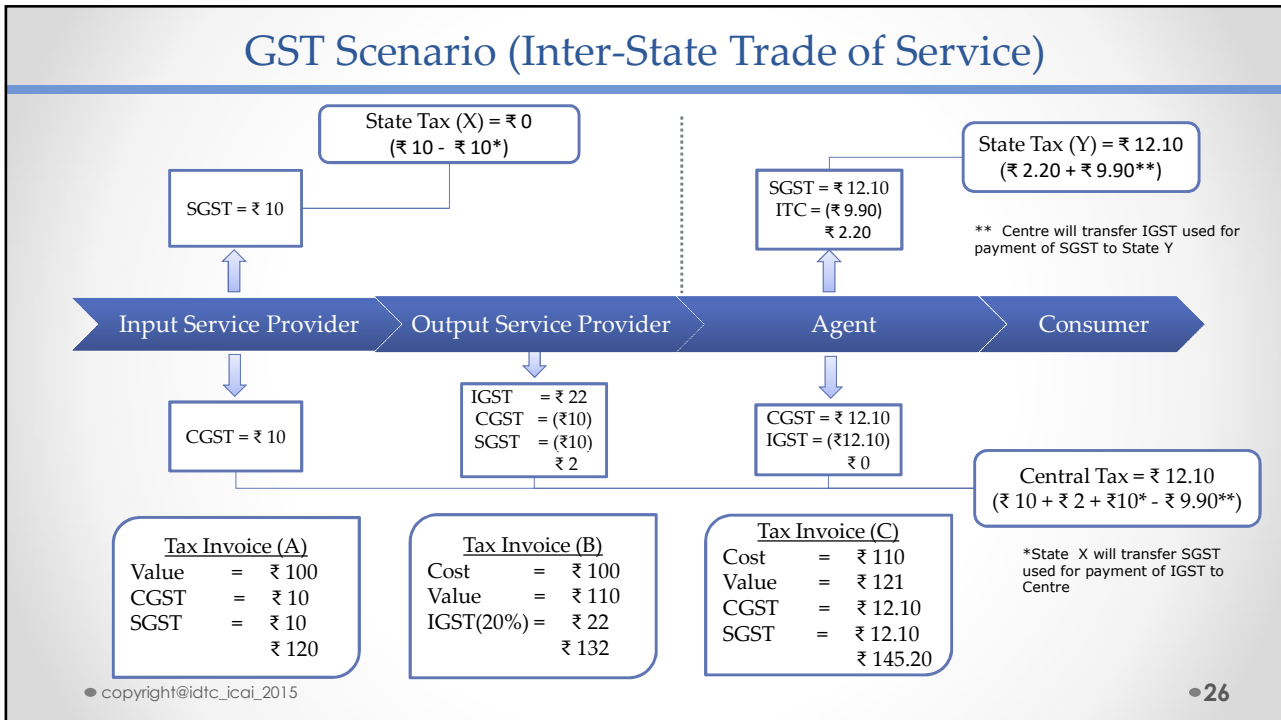 GST Scenario (Inter-State Trade of Service)
State Tax (X) = ₹ 0
(₹ 10 - ₹ 10*)
State Tax (Y) = ₹ 12.10
(₹ 2.20 + ₹ 9.90**)
SGST = ₹ 10
SGST = ₹ 12.10
ITC = (₹ 9.90)
₹ 2.20
** Centre will transfer IGST used for
payment of SGST to State Y
Input Service Provider
Output Service Provider
Agent
Consumer
CGST = ₹ 10
IGST = ₹ 22
CGST = (₹10)
SGST = (₹10)
₹ 2
CGST = ₹ 12.10
IGST = (₹12.10)
₹ 0
Central Tax = ₹ 12.10
(₹ 10 + ₹ 2 + ₹10* - ₹ 9.90**)
Tax Invoice (A)
Value = ₹ 100
CGST = ₹ 10
SGST = ₹ 10
₹ 120
Tax Invoice (B)
Cost = ₹ 100
Value = ₹ 110
IGST(20%) = ₹ 22
₹ 132
Tax Invoice (C)
Cost = ₹ 110
Value = ₹ 121
CGST = ₹ 12.10
SGST = ₹ 12.10
₹ 145.20
*State X will transfer SGST
used for payment of IGST to
Centre
• copyright@idtc_icai_2015
•26